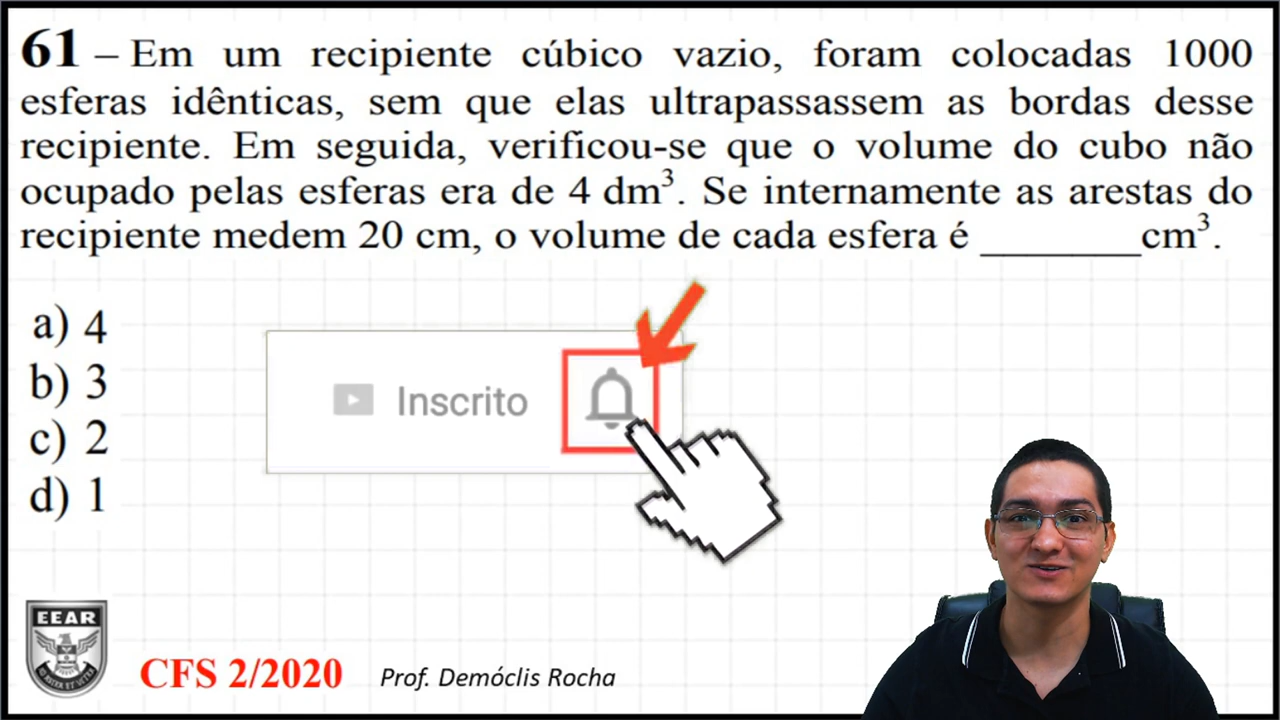 61 – Em um recipiente cúbico vazio, foram colocadas 1000
esferas idênticas, sem que elas ultrapassassem as bordas desse
recipiente. Em seguida, verificou-se que o volume do cubo não
ocupado pelas esferas era de 4 dm³. Se internamente as arestas do
recipiente medem 20 cm, o volume de cada esfera é ________cm³.
a) 4
b) 3
c) 2
d) 1
Inscrito
EEAR
CFS 2/2020
Prof. Demóclis Rocha